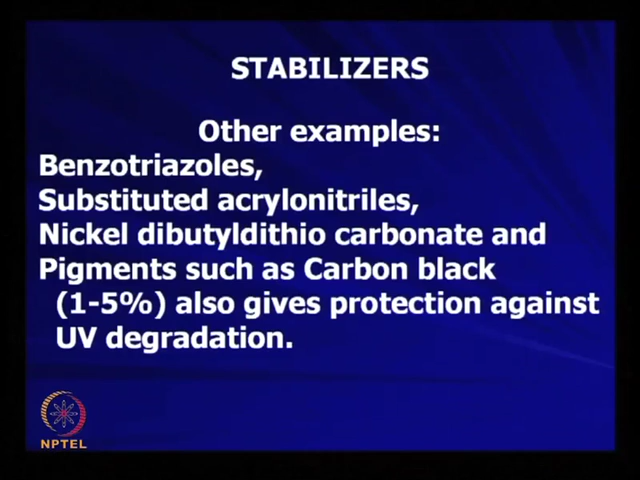 STABILIZERS
Other examples:
Benzotriazoles,
Substituted acrylonitriles,
Nickel dibutyldithio carbonate and
Pigments such as Carbon black
(1-5%) also gives protection against
UV degradation.
NPTEL